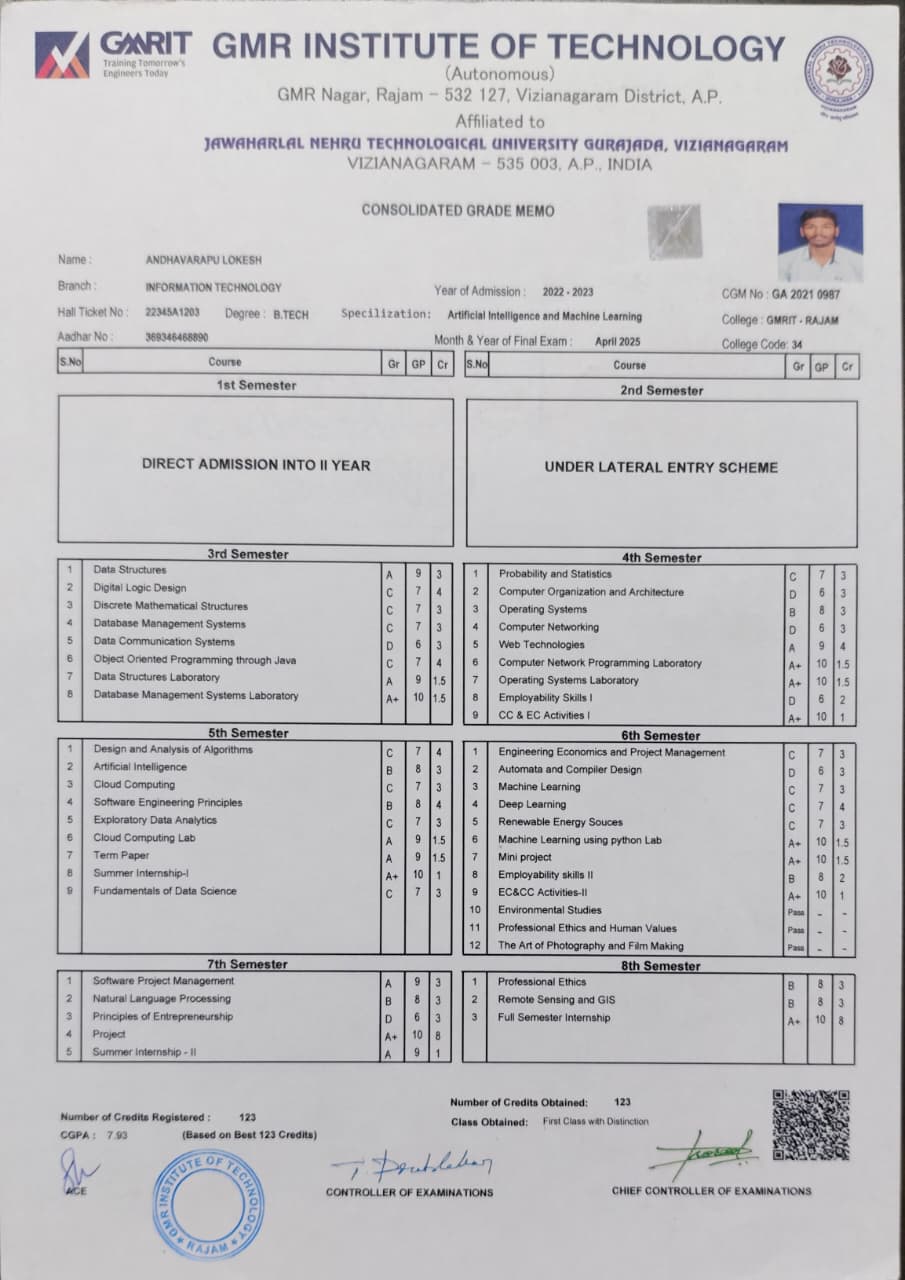 GMRIT
Training Tomorrow's
Engineers Today
GMR INSTITUTE OF TECHNOLOGY
(Autonomous)
GMR Nagar, Rajam – 532 127, Vizianagaram District, A.P.
Affiliated to
JAWAHARLAL NEHRU TECHNOLOGICAL UNIVERSITY GURAJADA, VIZIANAGARAM
VIZIANAGARAM – 535 003, A.P., INDIA
CONSOLIDATED GRADE MEMO
Name : ANDHAVARAPU LOKESH
Branch : INFORMATION TECHNOLOGY Year of Admission : 2022 - 2023 CGM No : GA 2021 0987
Hall Ticket No : 22345A1203 Degree : B.TECH Specilization: Artificial Intelligence and Machine Learning College : GMRIT - RAJAM
Aadhar No : 369346468890 Month & Year of Final Exam : April 2025 College Code: 34
S.No Course Gr GP Cr S.No Course Gr GP Cr
1st Semester
DIRECT ADMISSION INTO II YEAR
2nd Semester
UNDER LATERAL ENTRY SCHEME
3rd Semester
1 Data Structures A 9 3
2 Digital Logic Design C 7 4
3 Discrete Mathematical Structures C 7 3
4 Database Management Systems C 7 3
5 Data Communication Systems D 6 3
6 Object Oriented Programming through Java C 7 4
7 Data Structures Laboratory A 9 1.5
8 Database Management Systems Laboratory A+ 10 1.5
4th Semester
1 Probability and Statistics C 7 3
2 Computer Organization and Architecture D 6 3
3 Operating Systems B 8 3
4 Computer Networking D 6 3
5 Web Technologies A 9 4
6 Computer Network Programming Laboratory A+ 10 1.5
7 Operating Systems Laboratory A+ 10 1.5
8 Employability Skills I D 6 2
9 CC & EC Activities I A+ 10 1
5th Semester
1 Design and Analysis of Algorithms C 7 4
2 Artificial Intelligence B 8 3
3 Cloud Computing C 7 3
4 Software Engineering Principles B 8 4
5 Exploratory Data Analytics C 7 3
6 Cloud Computing Lab A 9 1.5
7 Term Paper A 9 1.5
8 Summer Internship-I A+ 10 1
9 Fundamentals of Data Science C 7 3
6th Semester
1 Engineering Economics and Project Management C 7 3
2 Automata and Compiler Design D 6 3
3 Machine Learning C 7 3
4 Deep Learning C 7 4
5 Renewable Energy Souces C 7 3
6 Machine Learning using python Lab A+ 10 1.5
7 Mini project A+ 10 1.5
8 Employability skills II B 8 2
9 EC&CC Activities-II A+ 10 1
10 Environmental Studies Pass - -
11 Professional Ethics and Human Values Pass - -
12 The Art of Photography and Film Making Pass - -
7th Semester
1 Software Project Management A 9 3
2 Natural Language Processing B 8 3
3 Principles of Entrepreneurship D 6 3
4 Project A+ 10 8
5 Summer Internship - II A 9 1
8th Semester
1 Professional Ethics B 8 3
2 Remote Sensing and GIS B 8 3
3 Full Semester Internship A+ 10 8
Number of Credits Registered : 123
CGPA : 7.93 (Based on Best 123 Credits)
Number of Credits Obtained: 123
Class Obtained: First Class with Distinction
ACE
GMR INSTITUTE OF TECHNOLOGY
★ RAJAM ★
CONTROLLER OF EXAMINATIONS
CHIEF CONTROLLER OF EXAMINATIONS